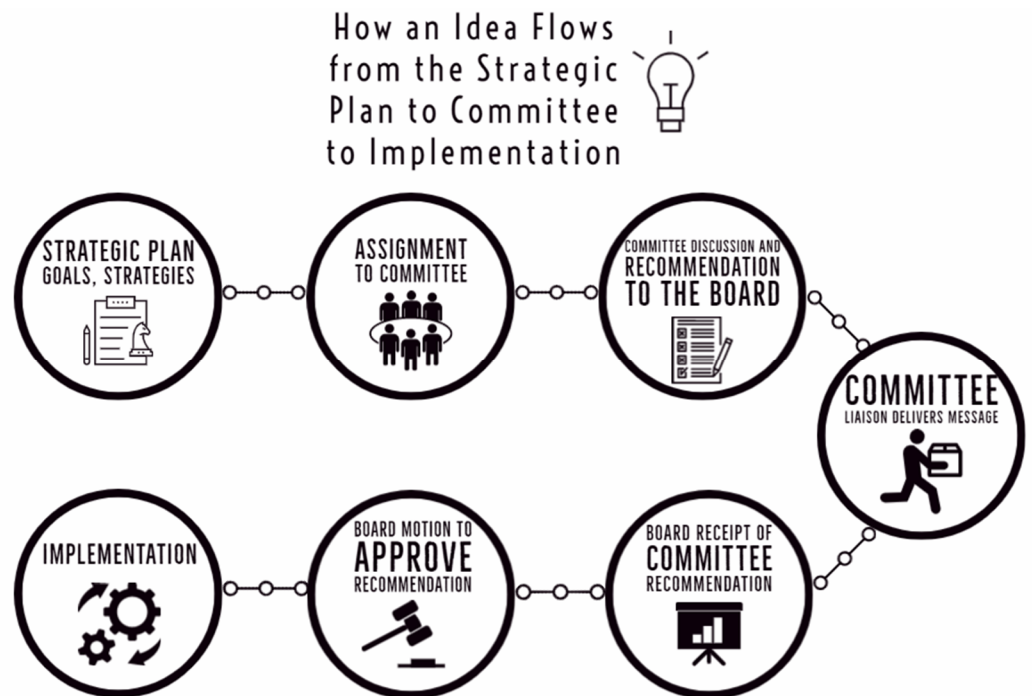 How an Idea Flows
from the Strategic
Plan to Committee
to Implementation
STRATEGIC PLAN
GOALS, STRATEGIES
ASSIGNMENT
TO COMMITTEE
COMMITTEE DISCUSSION AND
RECOMMENDATION
TO THE BOARD
COMMITTEE
LIAISON DELIVERS MESSAGE
BOARD RECEIPT OF
COMMITTEE
RECOMMENDATION
BOARD MOTION TO
APPROVE
RECOMMENDATION
IMPLEMENTATION